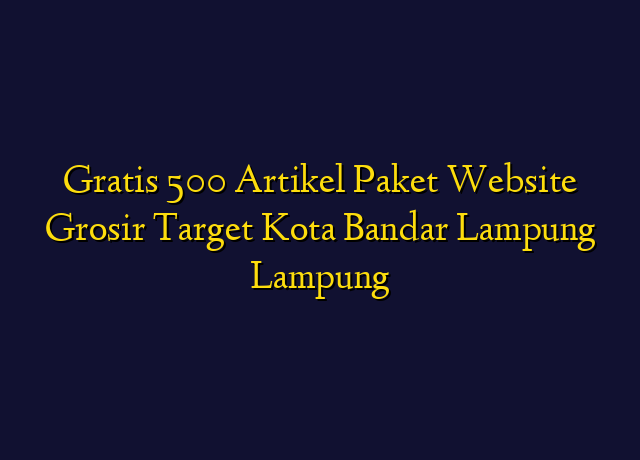 Gratis 500 Artikel Paket Website
Grosir Target Kota Bandar Lampung
Lampung